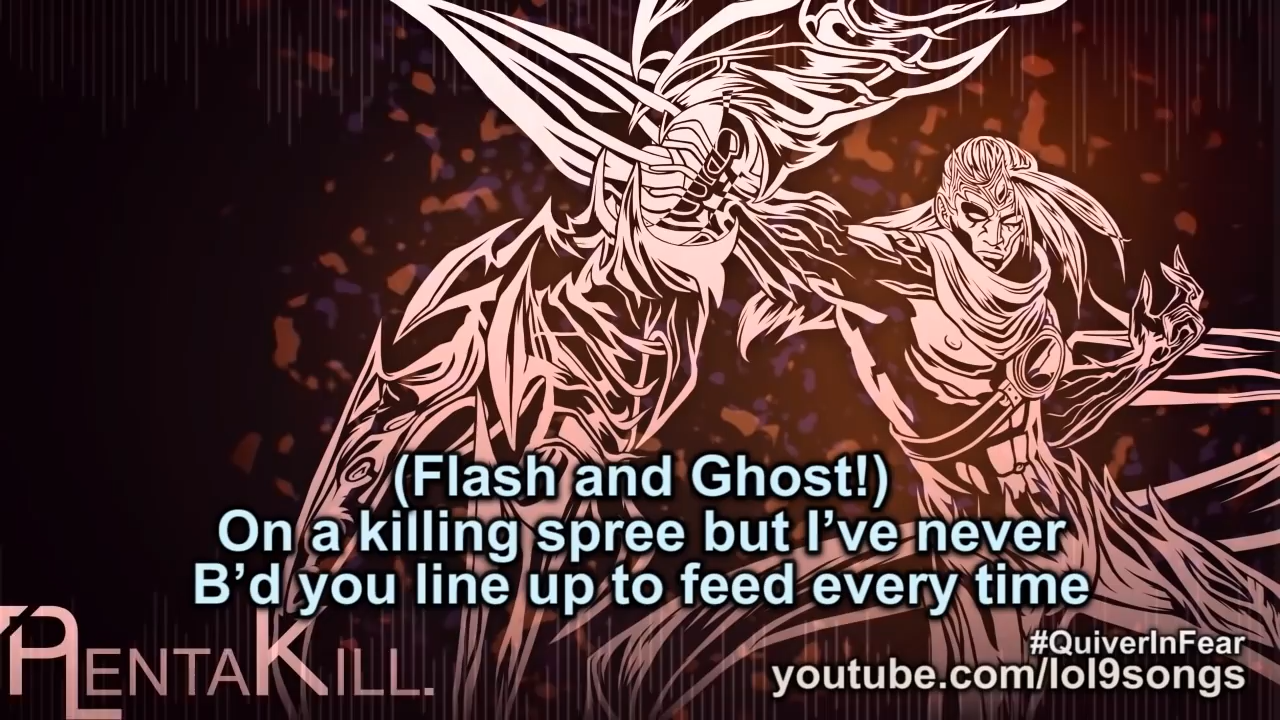 (Flash and Ghost!)
On a killing spree but I've never
B'd you line up to feed every time
#QuiverInFear
PENTAKILL.
youtube.com/lol9songs